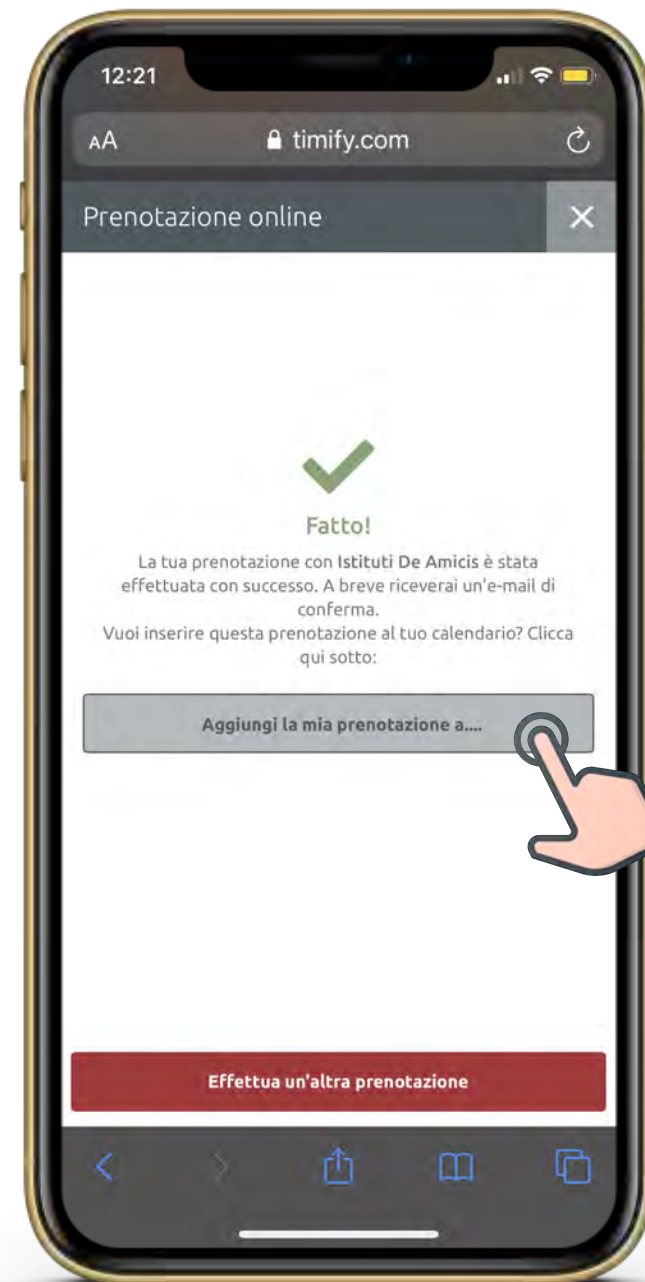 12:21
AA timify.com
Prenotazione online
Fatto!
La tua prenotazione con Istituti De Amicis è stata
effettuata con successo. A breve riceverai un'e-mail di
conferma.
Vuoi inserire questa prenotazione al tuo calendario? Clicca
qui sotto:
Aggiungi la mia prenotazione a....
Effettua un'altra prenotazione